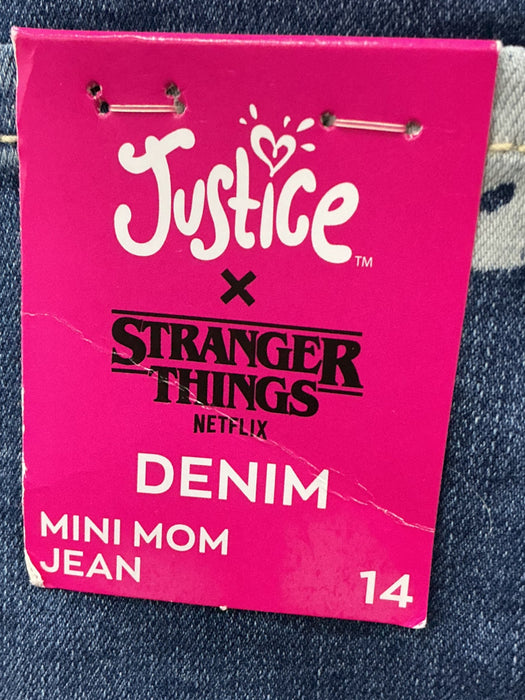 Justice™
X
STRANGER
THINGS
NETFLIX
DENIM
MINI MOM
JEAN
14